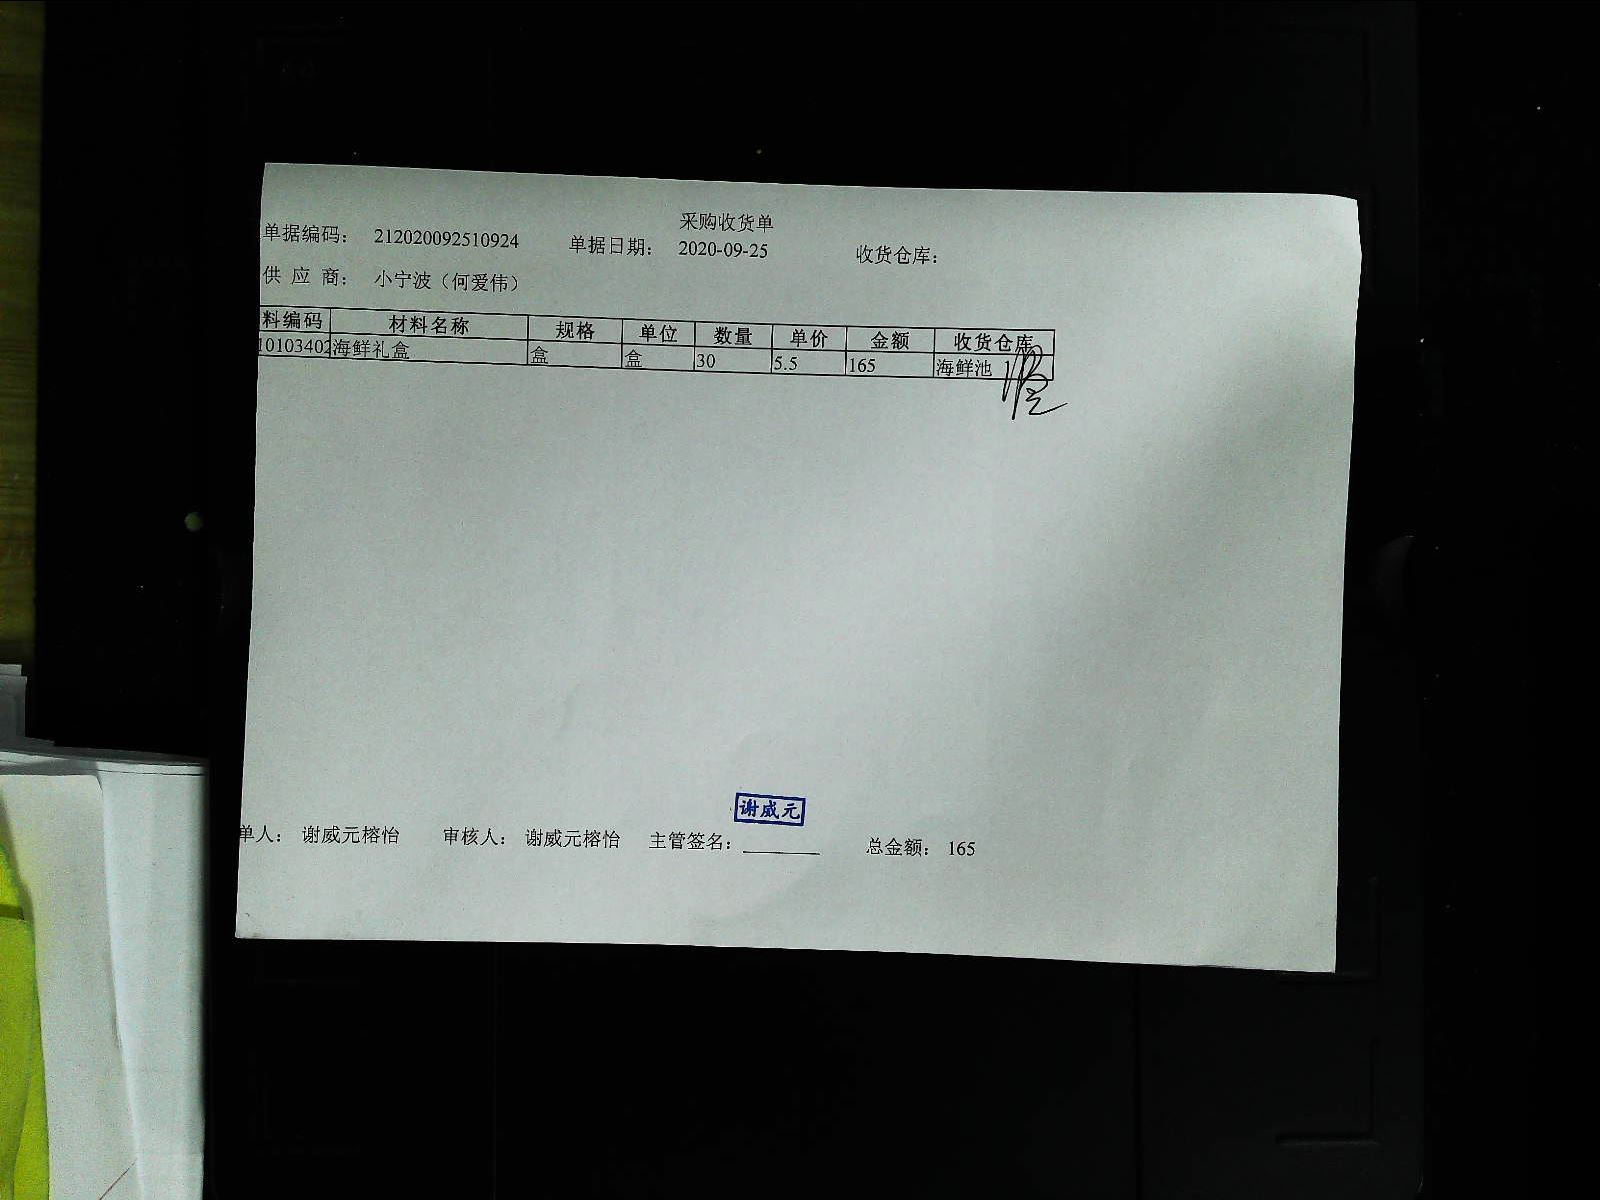 采购收货单
单据编码： 212020092510924 单据日期： 2020-09-25 收货仓库：
供 应 商： 小宁波（何爱伟）
料编码 材料名称 规格 单位 数量 单价 金额 收货仓库
10103402 海鲜礼盒 盒 盒 30 5.5 165 海鲜池
谢威元
单人： 谢威元榕怡 审核人： 谢威元榕怡 主管签名： 总金额： 165